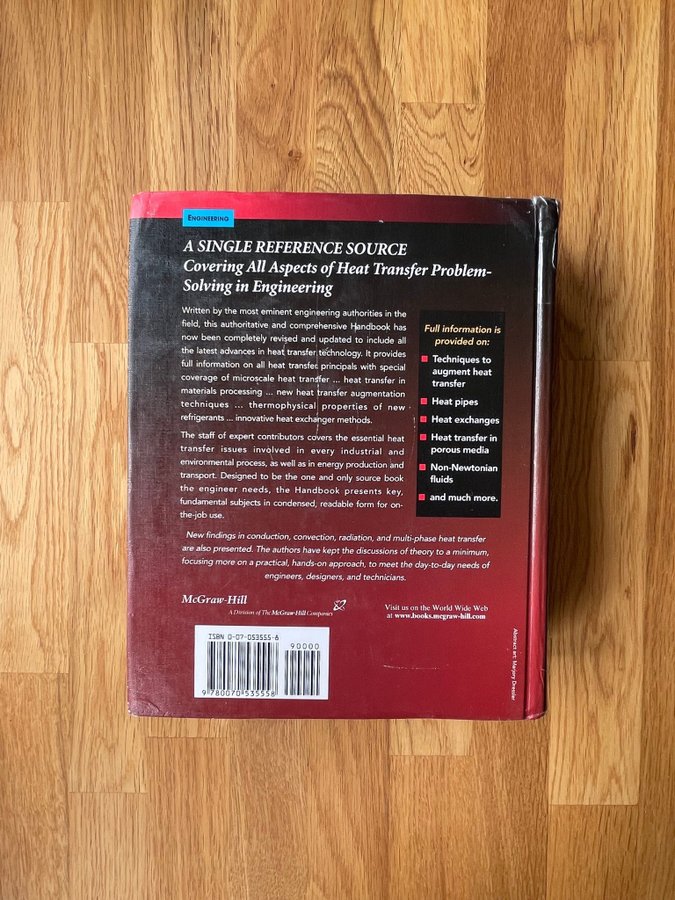 ENGINEERING
A SINGLE REFERENCE SOURCE
Covering All Aspects of Heat Transfer Problem-
Solving in Engineering
Written by the most eminent engineering authorities in the
field, this authoritative and comprehensive Handbook has
now been completely revised and updated to include all
the latest advances in heat transfer technology. It provides
full information on all heat transfer principals with special
coverage of microscale heat transfer ... heat transfer in
materials processing ... new heat transfer augmentation
techniques ... thermophysical properties of new
refrigerants ... innovative heat exchanger methods.
The staff of expert contributors covers the essential heat
transfer issues involved in every industrial and
environmental process, as well as in energy production and
transport. Designed to be the one and only source book
the engineer needs, the Handbook presents key,
fundamental subjects in condensed, readable form for on-
the-job use.
Full information is
provided on:
Techniques to
augment heat
transfer
Heat pipes
Heat exchanges
Heat transfer in
porous media
Non-Newtonian
fluids
and much more.
New findings in conduction, convection, radiation, and multi-phase heat transfer
are also presented. The authors have kept the discussions of theory to a minimum,
focusing more on a practical, hands-on approach, to meet the day-to-day needs of
engineers, designers, and technicians.
McGraw-Hill
A Division of The McGraw-Hill Companies
Visit us on the World Wide Web
at www.books.mcgraw-hill.com
ISBN 0-07-053555-6
90000
9 780070 535558
Abstract art: Marjory Dressler